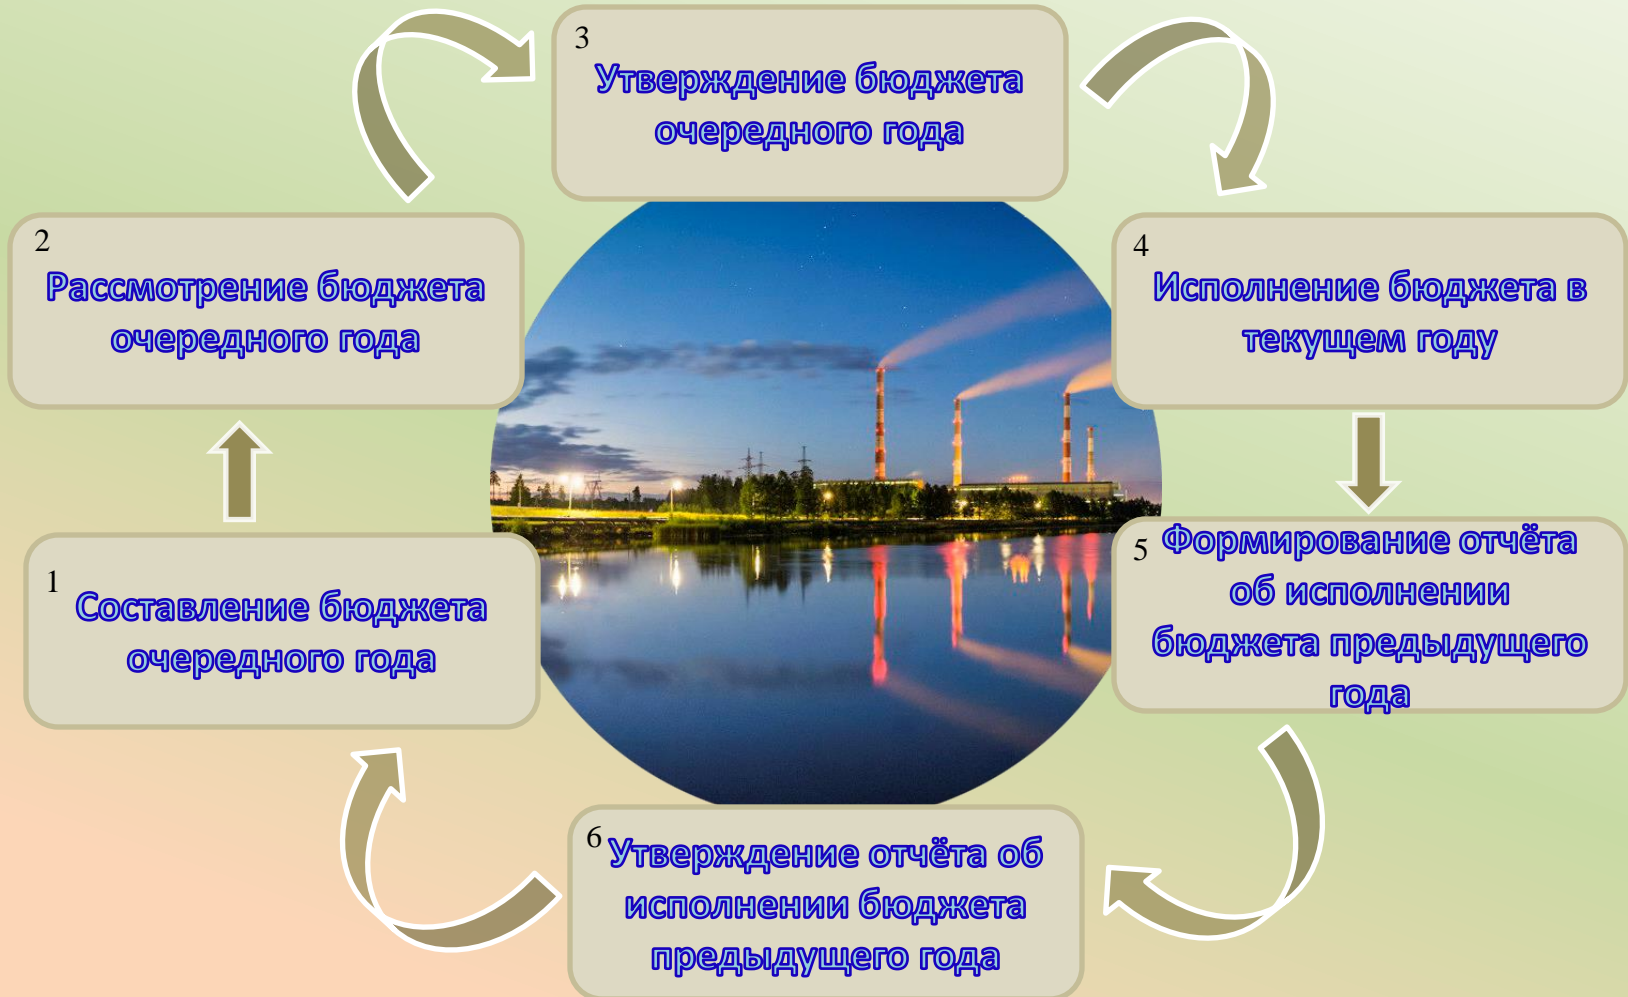 1
Составление бюджета
очередного года
2
Рассмотрение бюджета
очередного года
3
Утверждение бюджета
очередного года
4
Исполнение бюджета в
текущем году
5
Формирование отчёта
об исполнении
бюджета предыдущего
года
6
Утверждение отчёта об
исполнении бюджета
предыдущего года